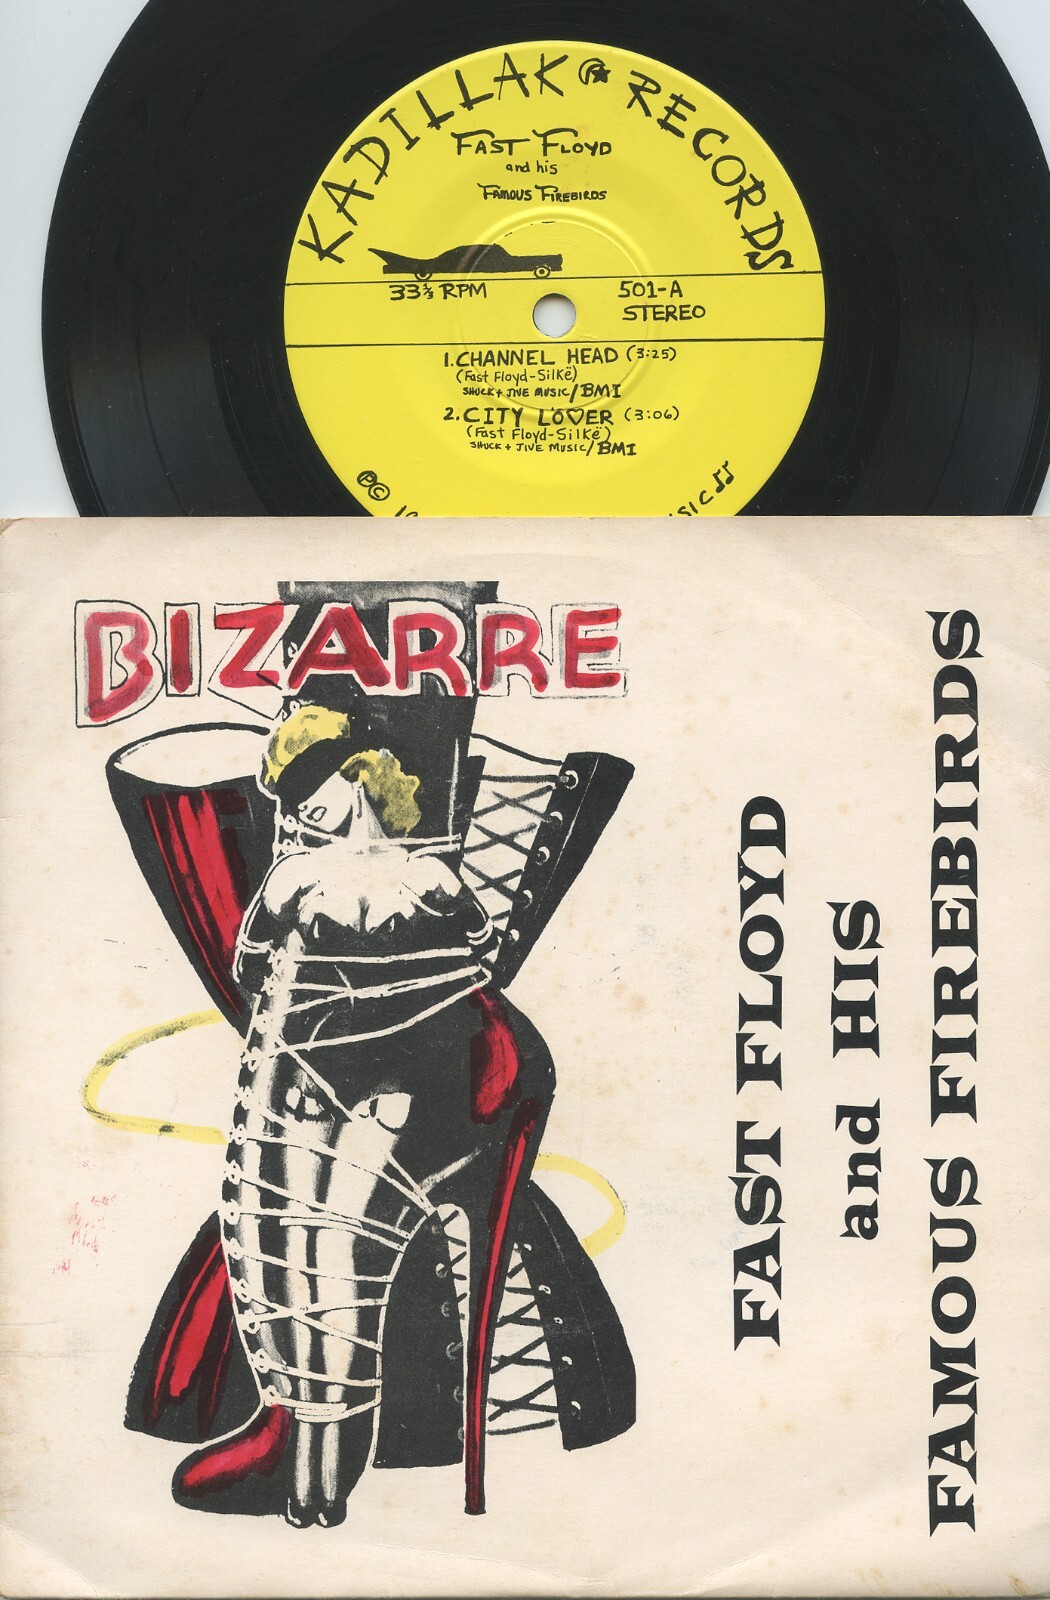 KADILLAK RECORDS
FAST FLOYD
and his
FAMOUS FIREBIRDS
33⅓ RPM
501-A
STEREO
1. CHANNEL HEAD (3:25)
(Fast Floyd-Silkë)
SHUCK + JIVE MUSIC/BMI
2. CITY LÖVER (3:06)
(Fast Floyd-Silkë)
SHUCK + JIVE MUSIC/BMI
℗©
BIZARRE
FAST FLOYD
and HIS
FAMOUS FIREBIRDS